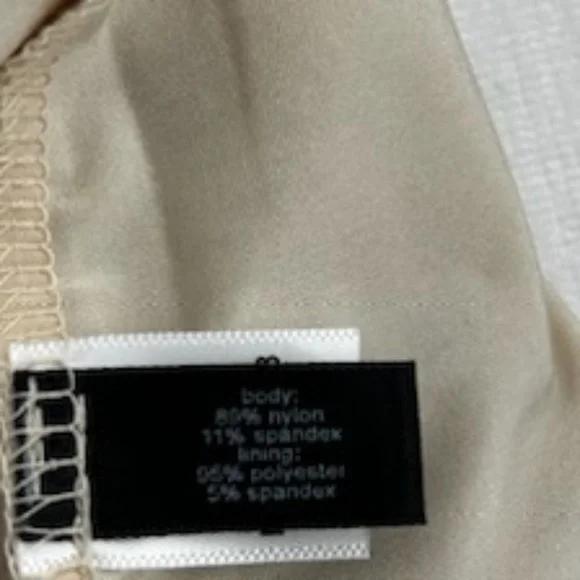 body:
89% nylon
11% spandex
lining:
95% polyester
5% spandex